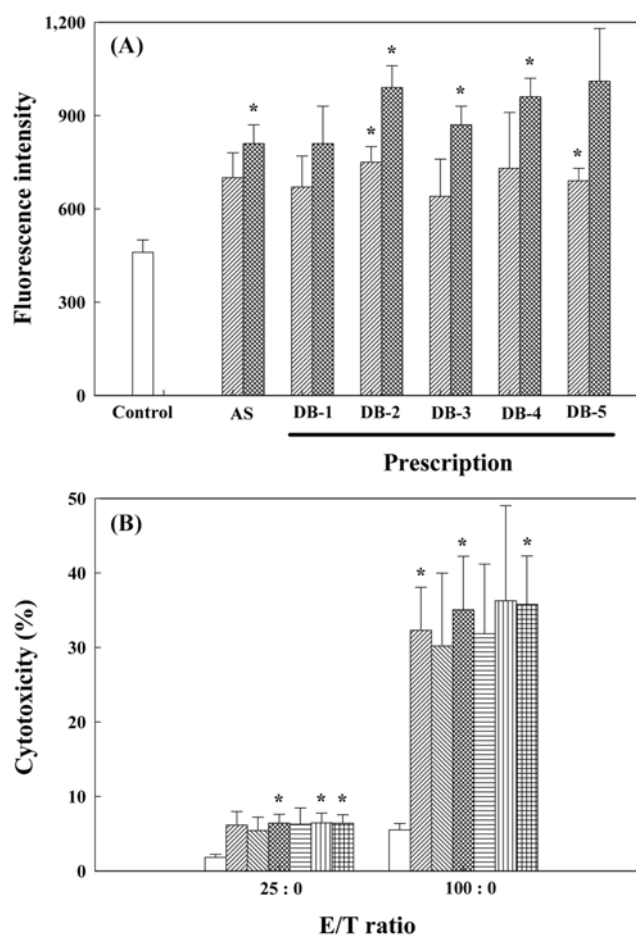 1,200
(A)
900
600
300
0
Fluorescence intensity
* * * * * * *
Control AS DB-1 DB-2 DB-3 DB-4 DB-5
Prescription
50
(B)
40
30
20
10
0
Cytotoxicity (%)
* * * * * *
25 : 0 100 : 0
E/T ratio